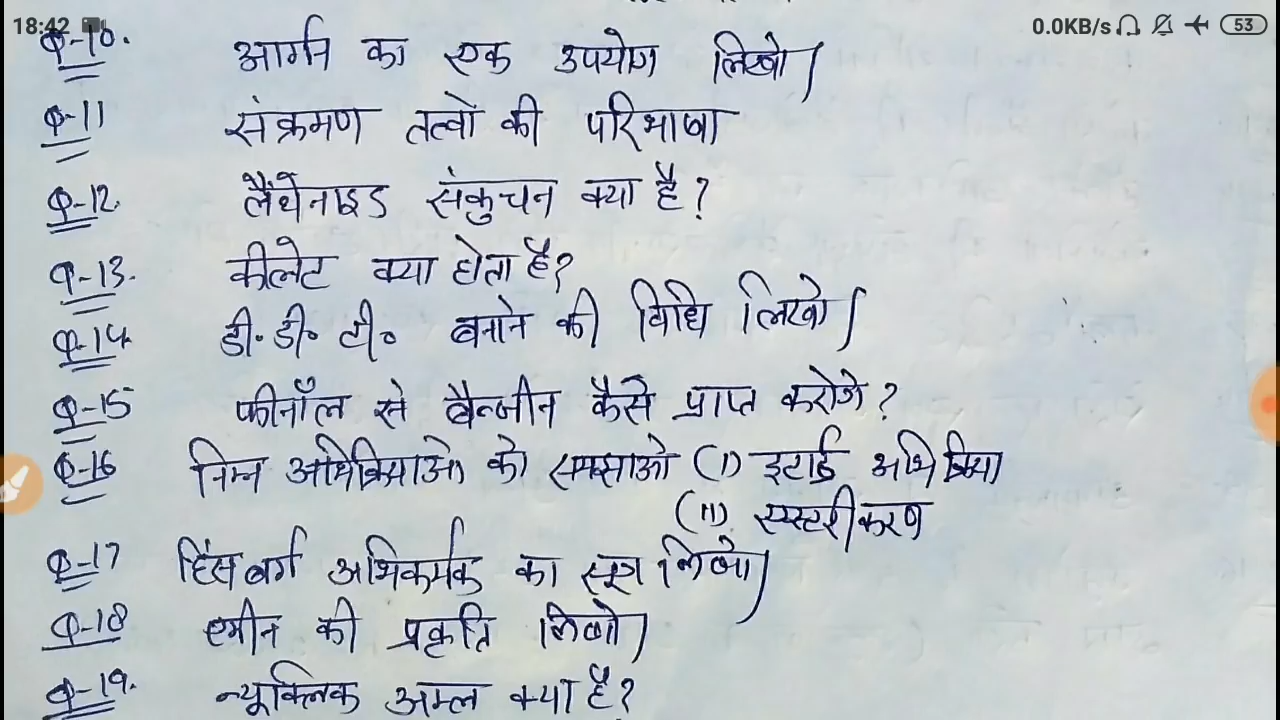 18:42 0.0KB/s 53
Q-10. आर्गन का एक उपयोग लिखो।
Q-11 संक्रमण तत्वो की परिभाषा
Q-12. लैंथेनाइड संकुचन क्या है?
Q-13. कीलेट क्या होता है?
Q-14. डी. डी. टी. बनाने की विधि लिखो।
Q-15 फीनॉल से बैन्जीन कैसे प्राप्त करोगे?
Q-16 निम्न अभिक्रियाओ को समझाओ (I) इटार्ड अभिक्रिया
(II) एस्टरीकरण
Q-17 हिंसबर्ग अभिकर्मक का सूत्र लिखो।
Q-18 एमीन की प्रकृति लिखो।
Q-19. न्यूक्लिक अम्ल क्या है?